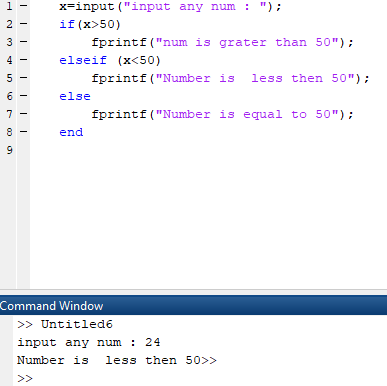 1 − x=input("input any num : ");
2 − if(x>50)
3 − fprintf("num is grater than 50");
4 − elseif (x<50)
5 − fprintf("Number is  less then 50");
6 − else
7 − fprintf("Number is equal to 50");
8 − end
9
Command Window
>> Untitled6
input any num : 24
Number is  less then 50>>
>>